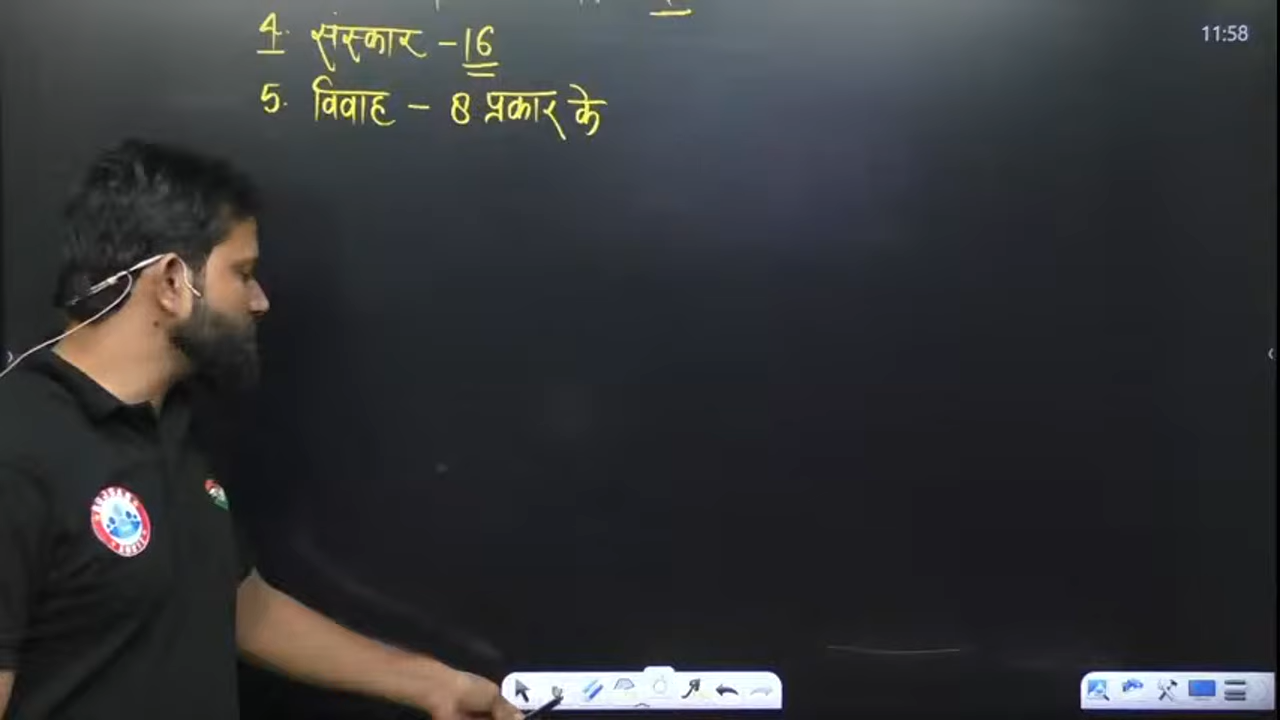 11:58
4. संस्कार - 16
5. विवाह - 8 प्रकार के